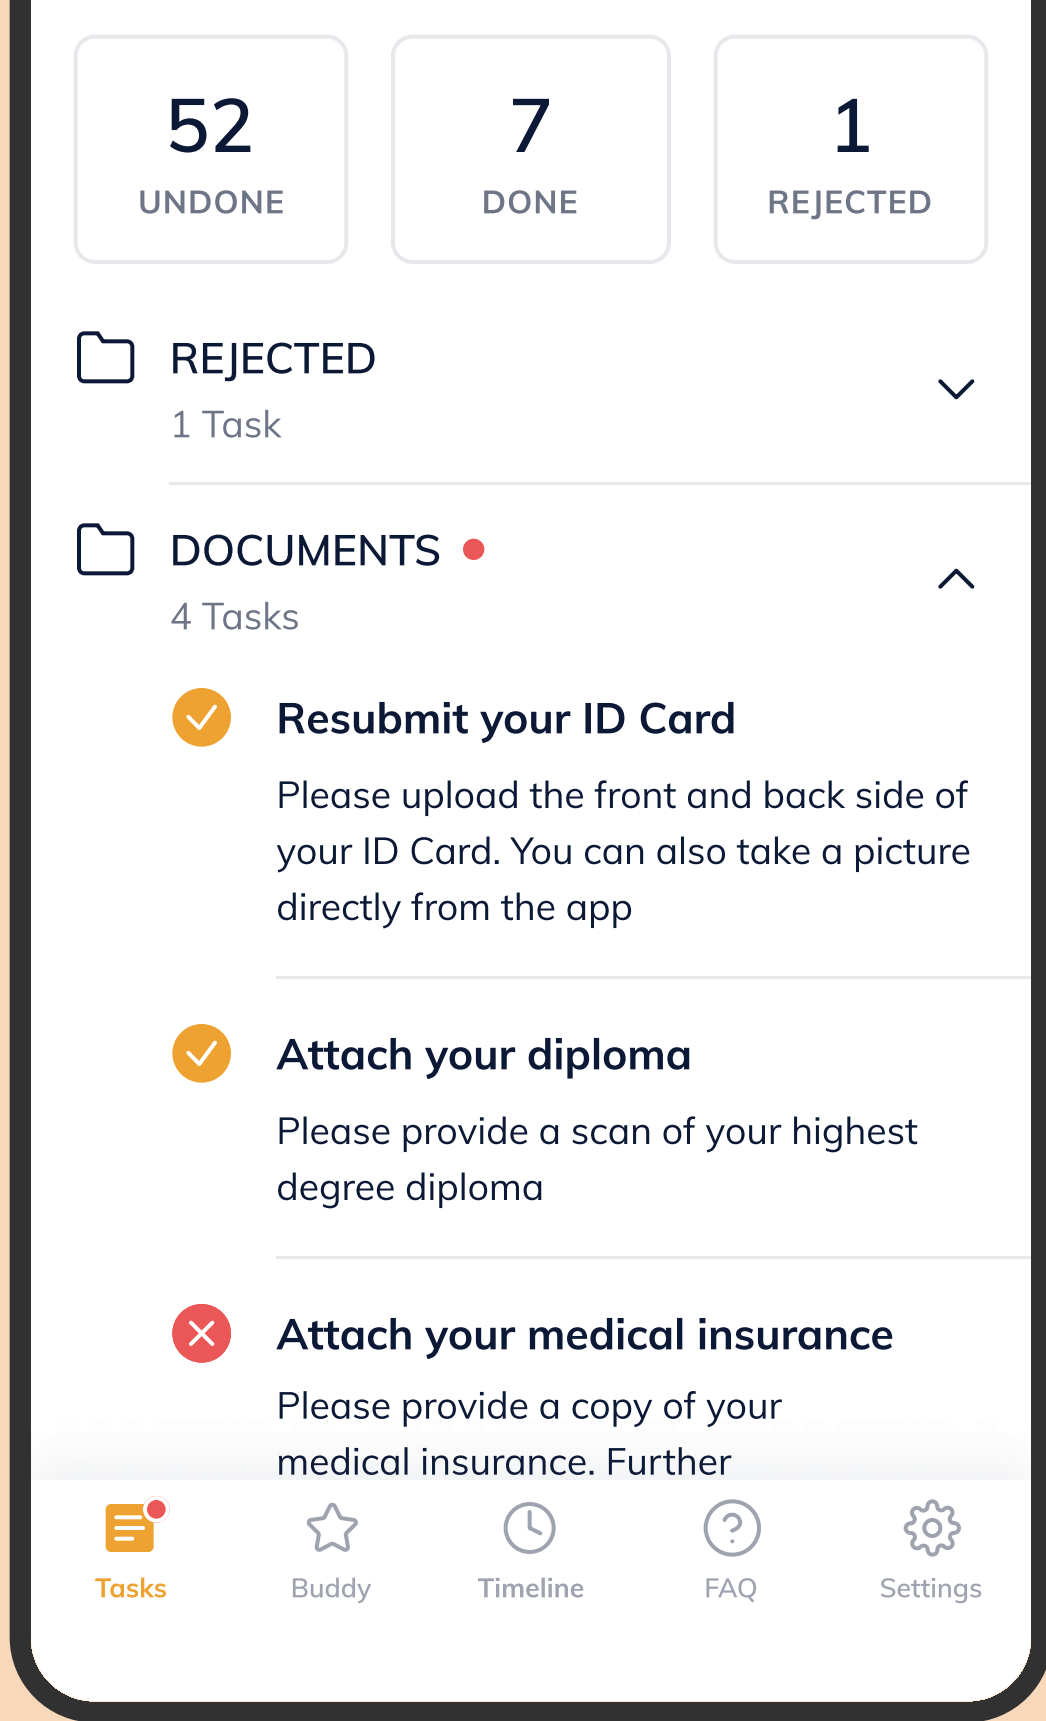 52
UNDONE
7
DONE
1
REJECTED
REJECTED
1 Task
DOCUMENTS
4 Tasks
Resubmit your ID Card
Please upload the front and back side of
your ID Card. You can also take a picture
directly from the app
Attach your diploma
Please provide a scan of your highest
degree diploma
Attach your medical insurance
Please provide a copy of your
medical insurance. Further
Tasks
Buddy
Timeline
FAQ
Settings